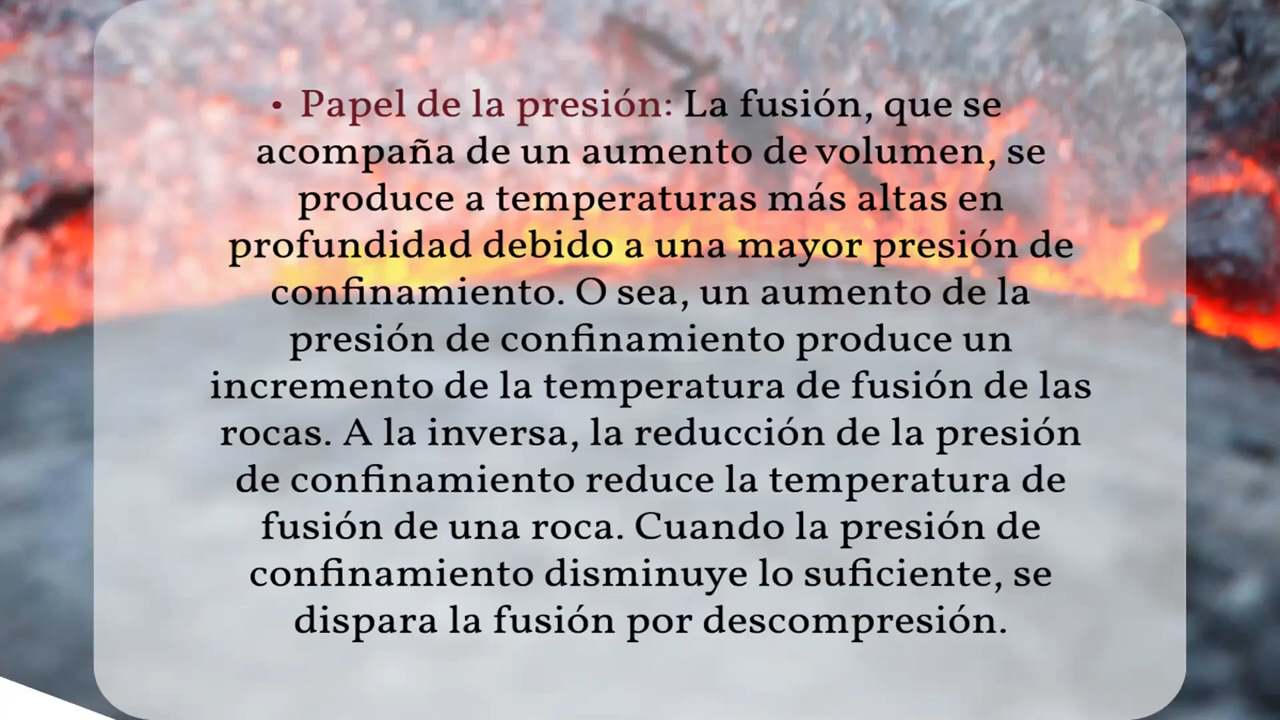 • Papel de la presión: La fusión, que se
acompaña de un aumento de volumen, se
produce a temperaturas más altas en
profundidad debido a una mayor presión de
confinamiento. O sea, un aumento de la
presión de confinamiento produce un
incremento de la temperatura de fusión de las
rocas. A la inversa, la reducción de la presión
de confinamiento reduce la temperatura de
fusión de una roca. Cuando la presión de
confinamiento disminuye lo suficiente, se
dispara la fusión por descompresión.